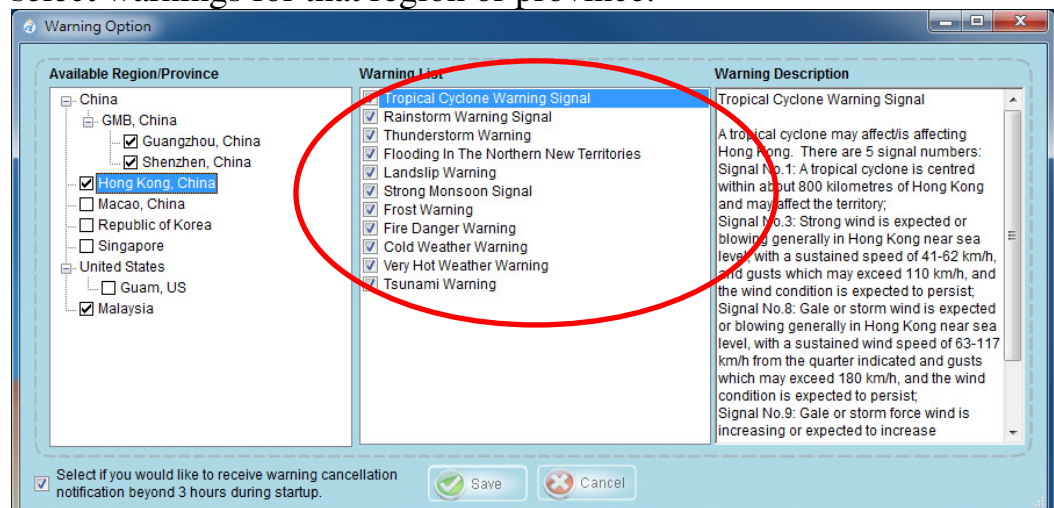 select warnings for that region or province.
Warning Option
Available Region/Province
China
GMB, China
Guangzhou, China
Shenzhen, China
Hong Kong, China
Macao, China
Republic of Korea
Singapore
United States
Guam, US
Malaysia
Warning List
Tropical Cyclone Warning Signal
Rainstorm Warning Signal
Thunderstorm Warning
Flooding In The Northern New Territories
Landslip Warning
Strong Monsoon Signal
Frost Warning
Fire Danger Warning
Cold Weather Warning
Very Hot Weather Warning
Tsunami Warning
Warning Description
Tropical Cyclone Warning Signal
A tropical cyclone may affect/is affecting
Hong Kong. There are 5 signal numbers:
Signal No.1: A tropical cyclone is centred
within about 800 kilometres of Hong Kong
and may affect the territory;
Signal No.3: Strong wind is expected or
blowing generally in Hong Kong near sea
level, with a sustained speed of 41-62 km/h,
and gusts which may exceed 110 km/h, and
the wind condition is expected to persist;
Signal No.8: Gale or storm wind is expected
or blowing generally in Hong Kong near sea
level, with a sustained wind speed of 63-117
km/h from the quarter indicated and gusts
which may exceed 180 km/h, and the wind
condition is expected to persist;
Signal No.9: Gale or storm force wind is
increasing or expected to increase
Select if you would like to receive warning cancellation
notification beyond 3 hours during startup.
Save
Cancel